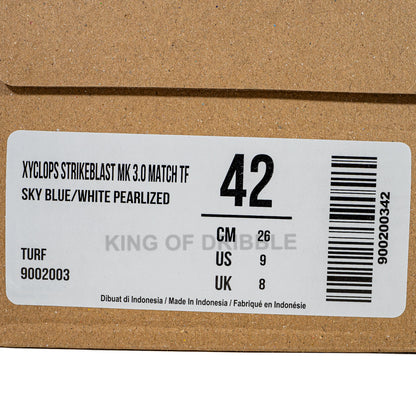 XYCLOPS STRIKEBLAST MK 3.0 MATCH TF
SKY BLUE/WHITE PEARLIZED
TURF
9002003
42
CM 26
US 9
UK 8
KING OF DRIBBLE
Dibuat di Indonesia / Made In Indonesia / Fabriqué en Indonésie
900200342